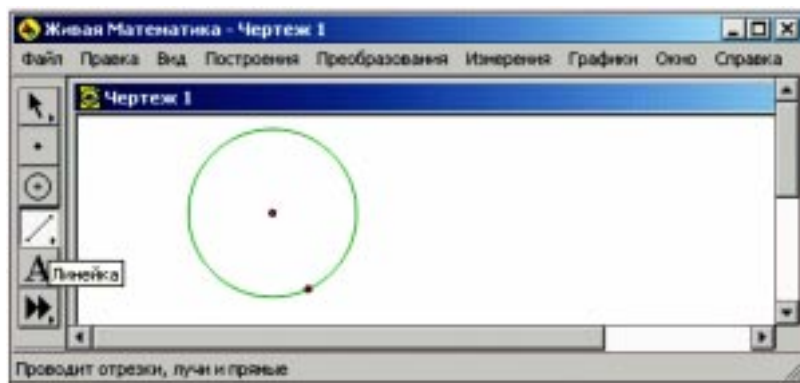 Живая Математика - Чертеж 1
Файл Правка Вид Построения Преобразования Измерения Графики Окно Справка
Чертеж 1
A
Линейка
Проводит отрезки, лучи и прямые